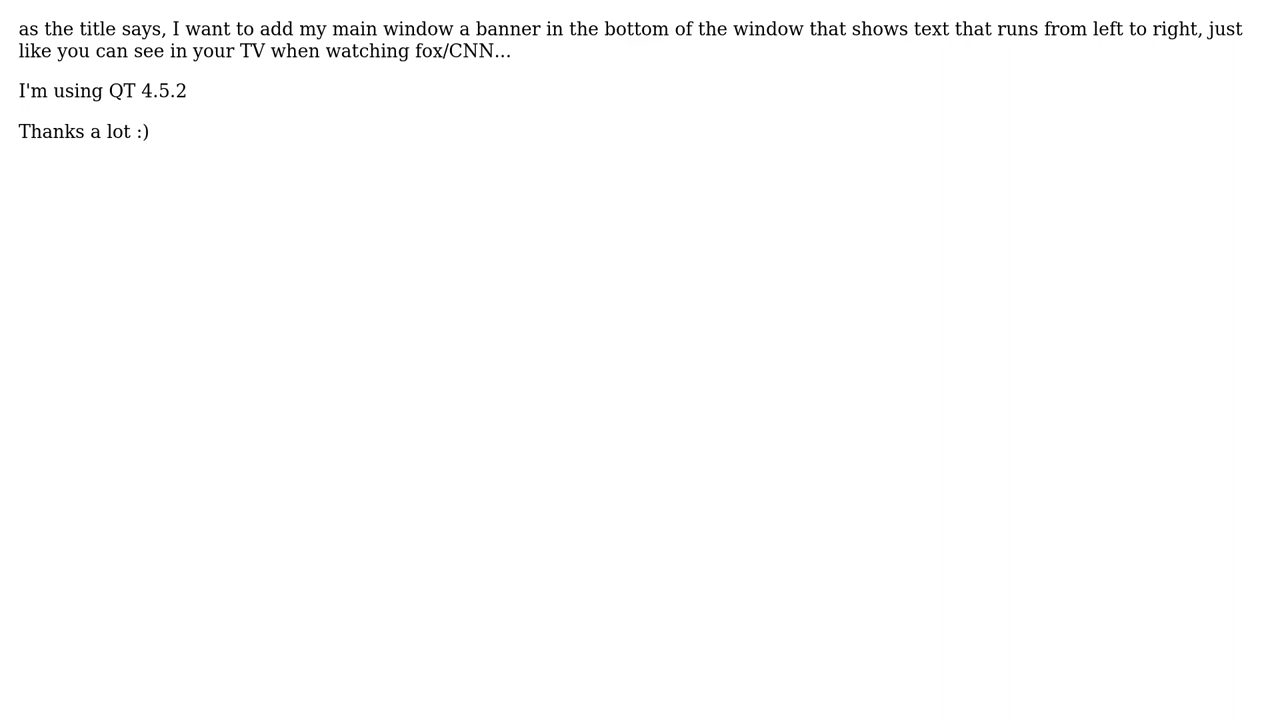 as the title says, I want to add my main window a banner in the bottom of the window that shows text that runs from left to right, just
like you can see in your TV when watching fox/CNN...
I'm using QT 4.5.2
Thanks a lot :)